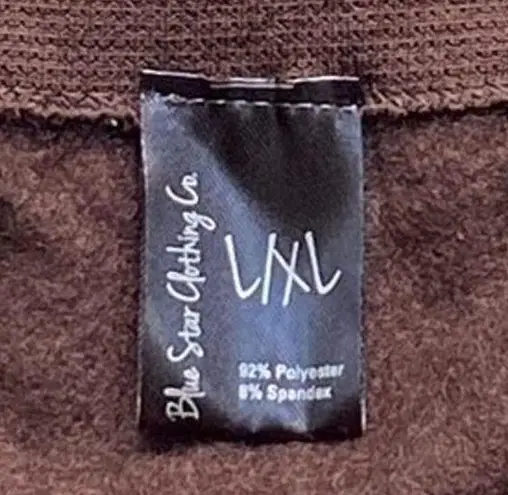 Blue Star Clothing Co.
L/XL
92% Polyester
8% Spandex